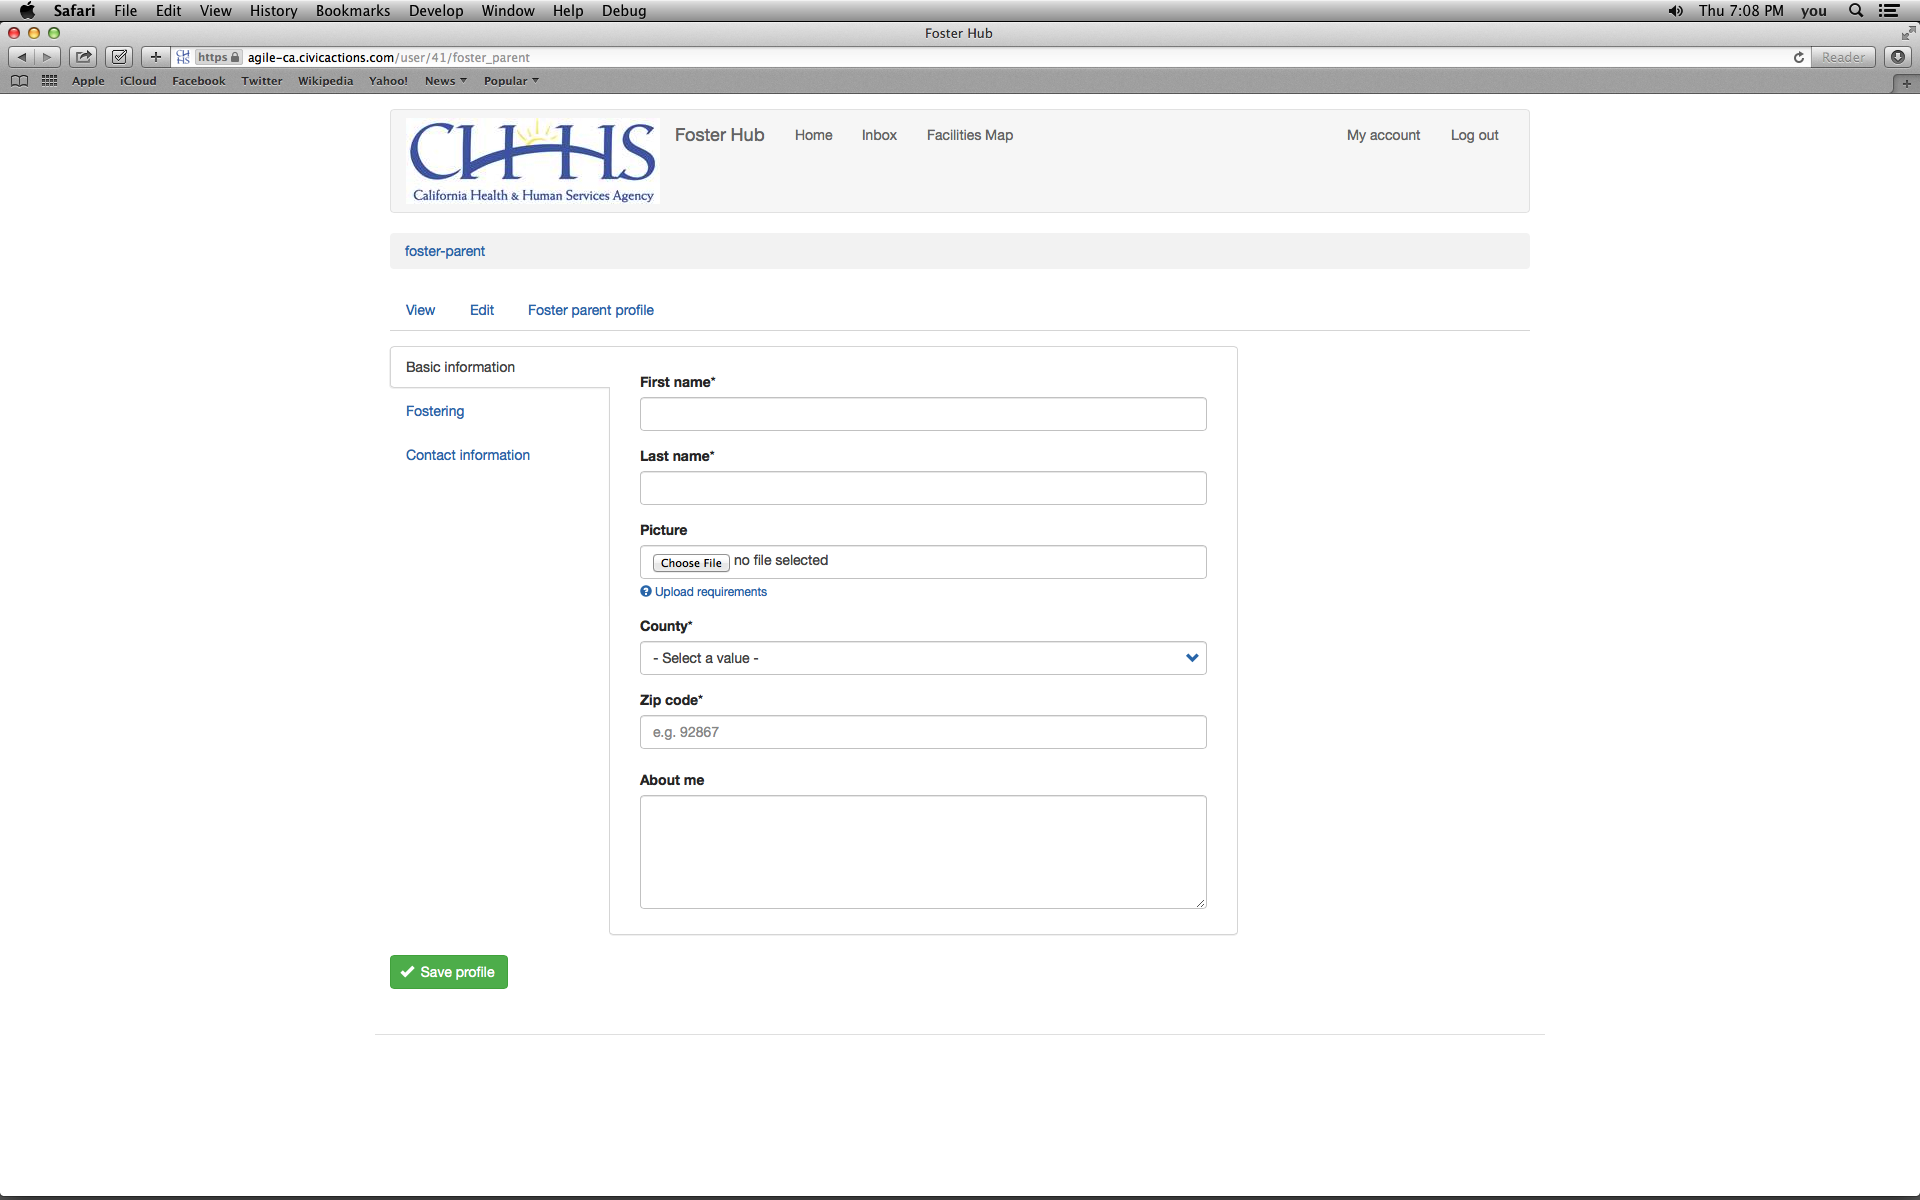 Safari File Edit View History Bookmarks Develop Window Help Debug Thu 7:08 PM you
Foster Hub
https agile-ca.civicactions.com/user/41/foster_parent Reader
Apple iCloud Facebook Twitter Wikipedia Yahoo! News Popular
CHHS
California Health & Human Services Agency
Foster Hub Home Inbox Facilities Map My account Log out
foster-parent
View Edit Foster parent profile
Basic information
Fostering
Contact information
First name*
Last name*
Picture
Choose File no file selected
Upload requirements
County*
- Select a value -
Zip code*
e.g. 92867
About me
Save profile